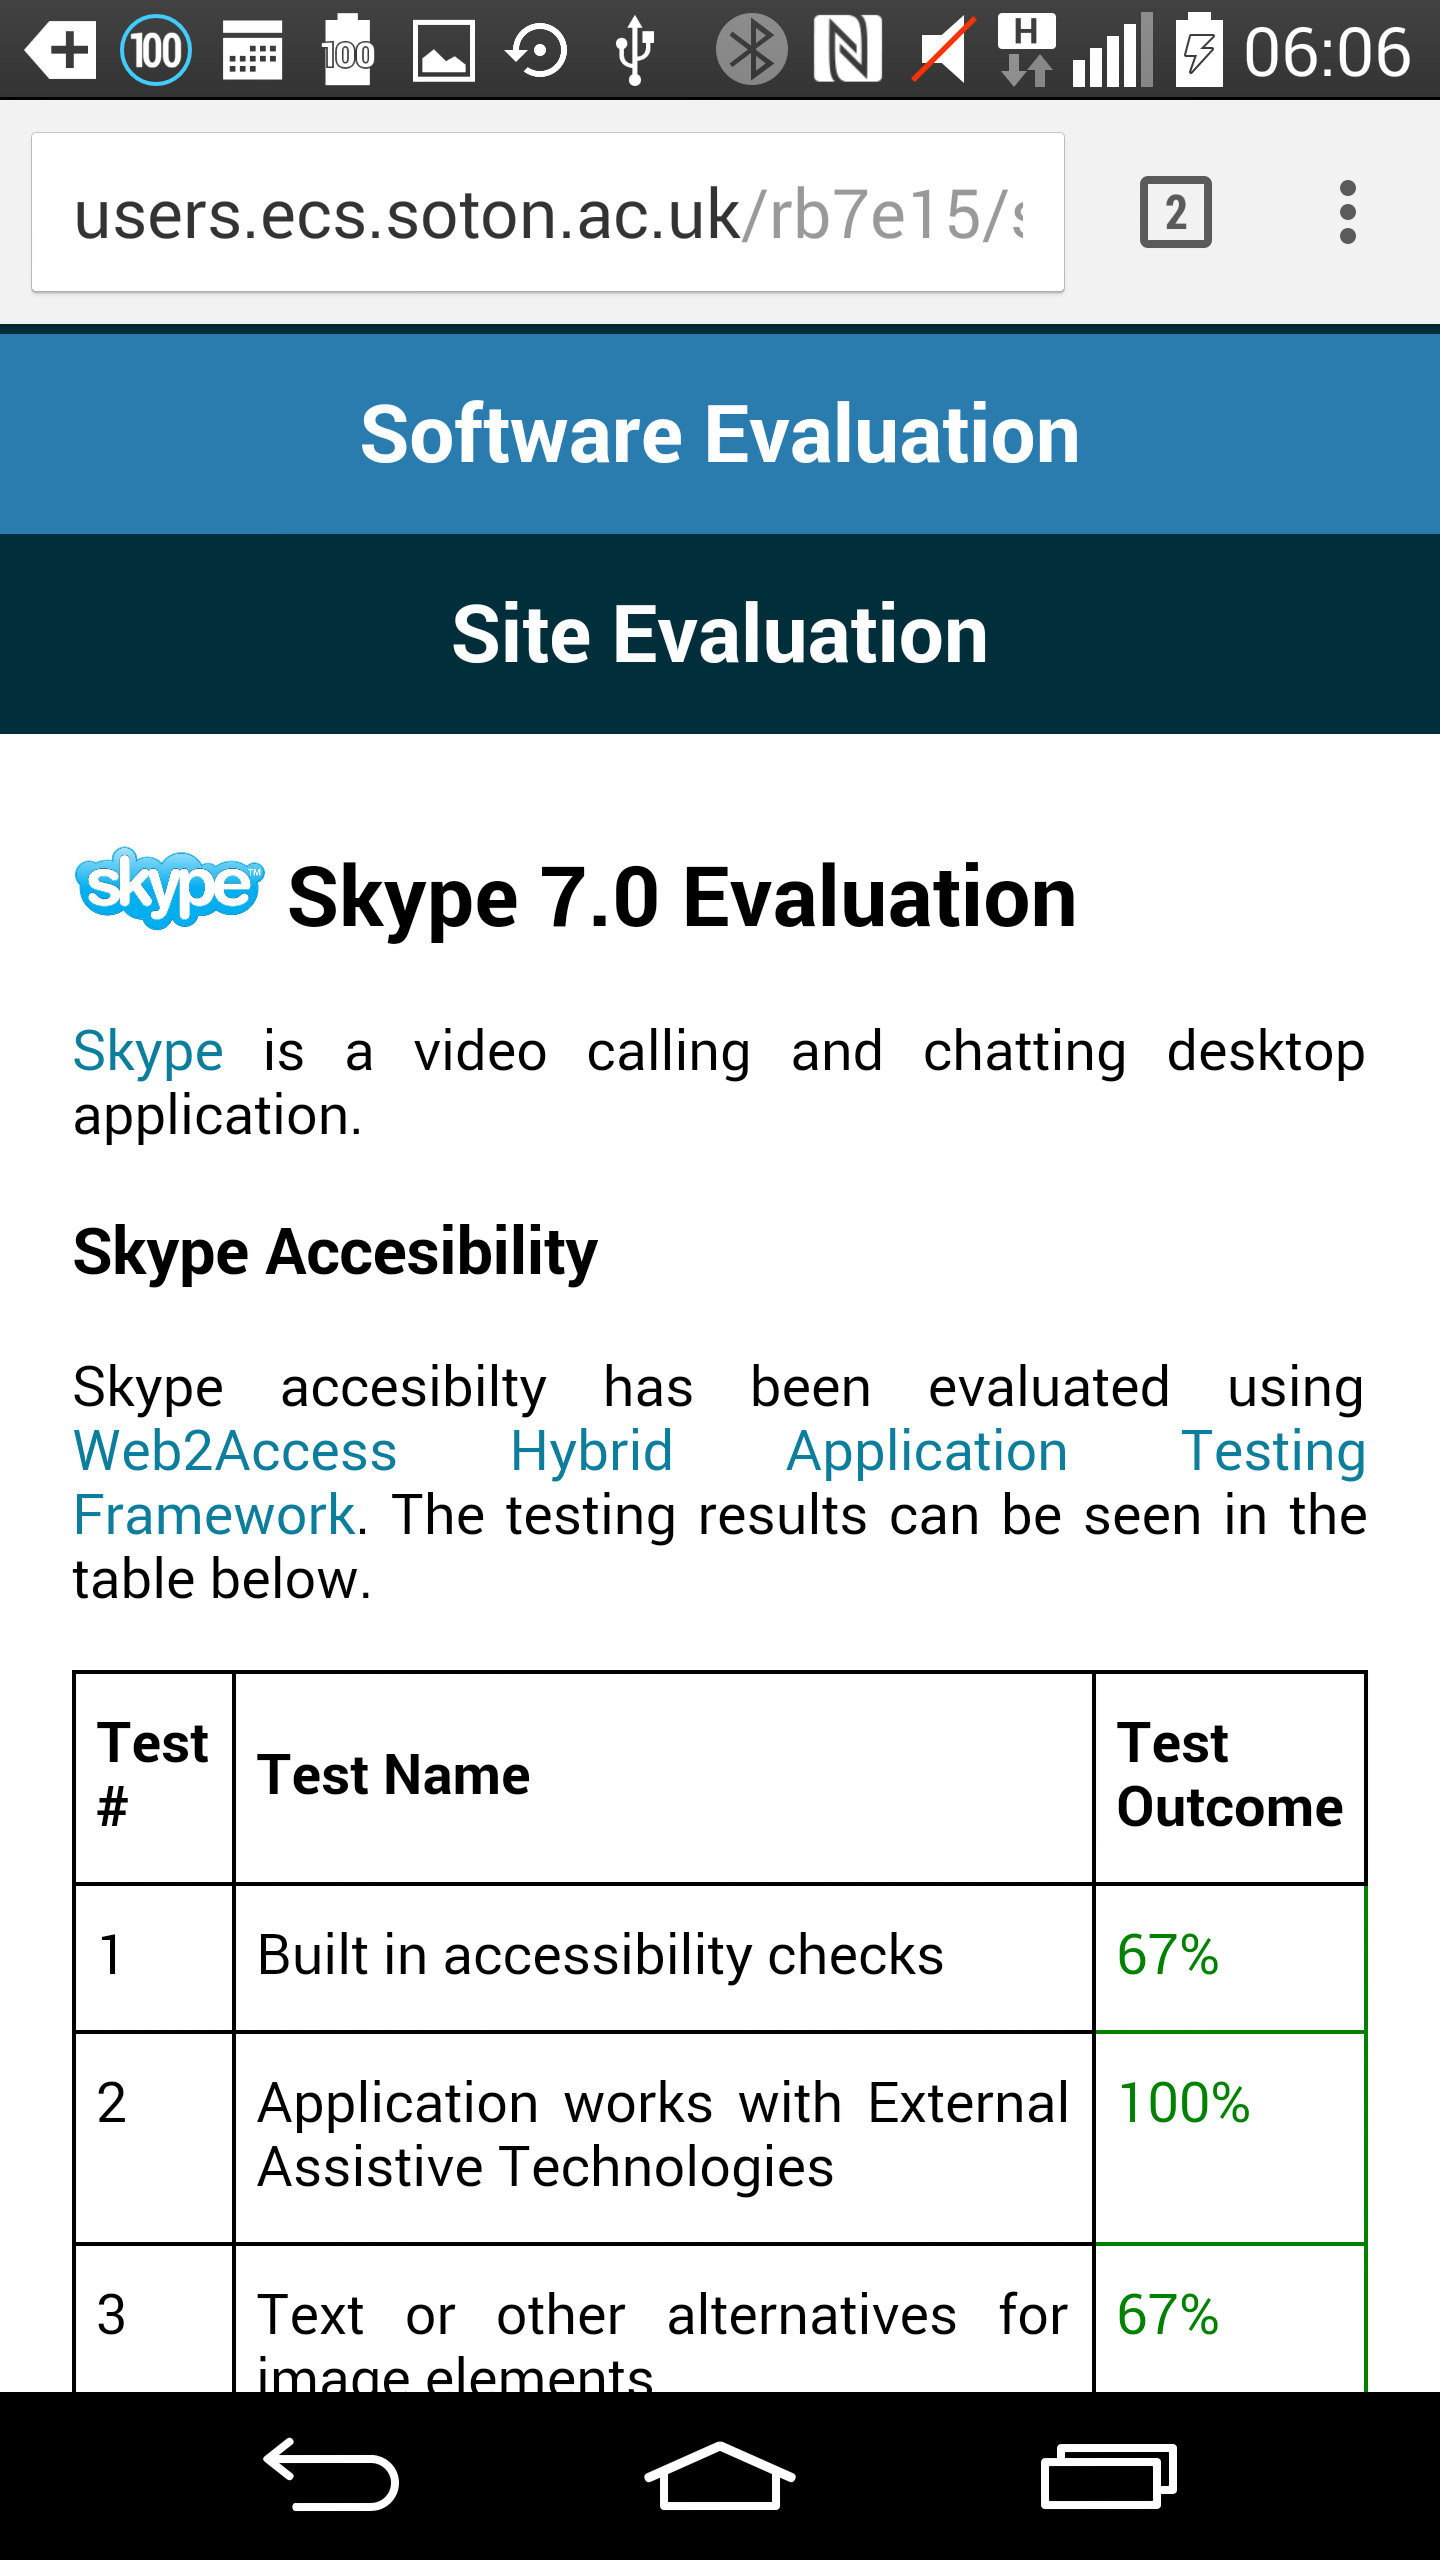 100
100
H
06:06
users.ecs.soton.ac.uk/rb7e15/s
2
Software Evaluation
Site Evaluation
skype™ Skype 7.0 Evaluation
Skype is a video calling and chatting desktop
application.
Skype Accesibility
Skype accesibilty has been evaluated using
Web2Access Hybrid Application Testing
Framework. The testing results can be seen in the
table below.
Test # Test Name Test Outcome
1 Built in accessibility checks 67%
2 Application works with External 100%
Assistive Technologies
3 Text or other alternatives for 67%
image elements